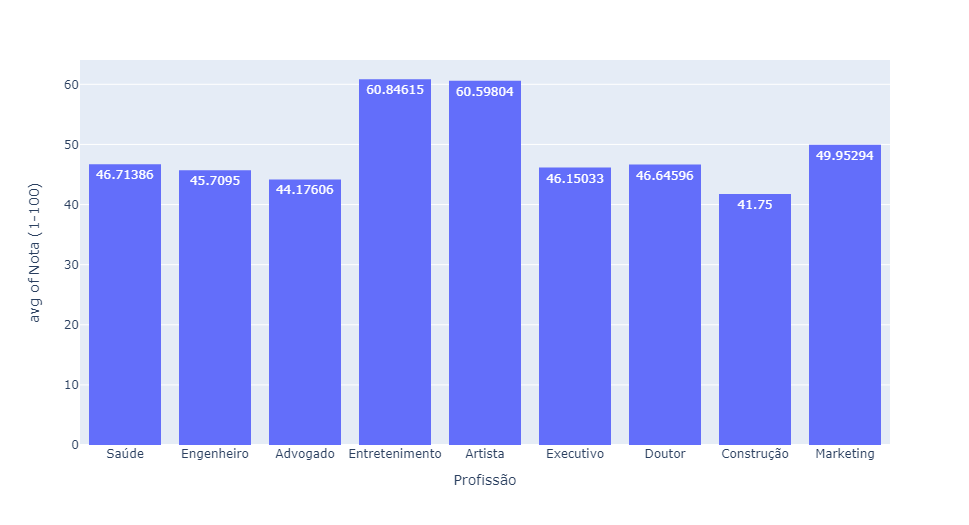 60
50
40
30
20
10
0
avg of Nota (1-100)
46.71386
45.7095
44.17606
60.84615
60.59804
46.15033
46.64596
41.75
49.95294
Saúde
Engenheiro
Advogado
Entretenimento
Artista
Executivo
Doutor
Construção
Marketing
Profissão